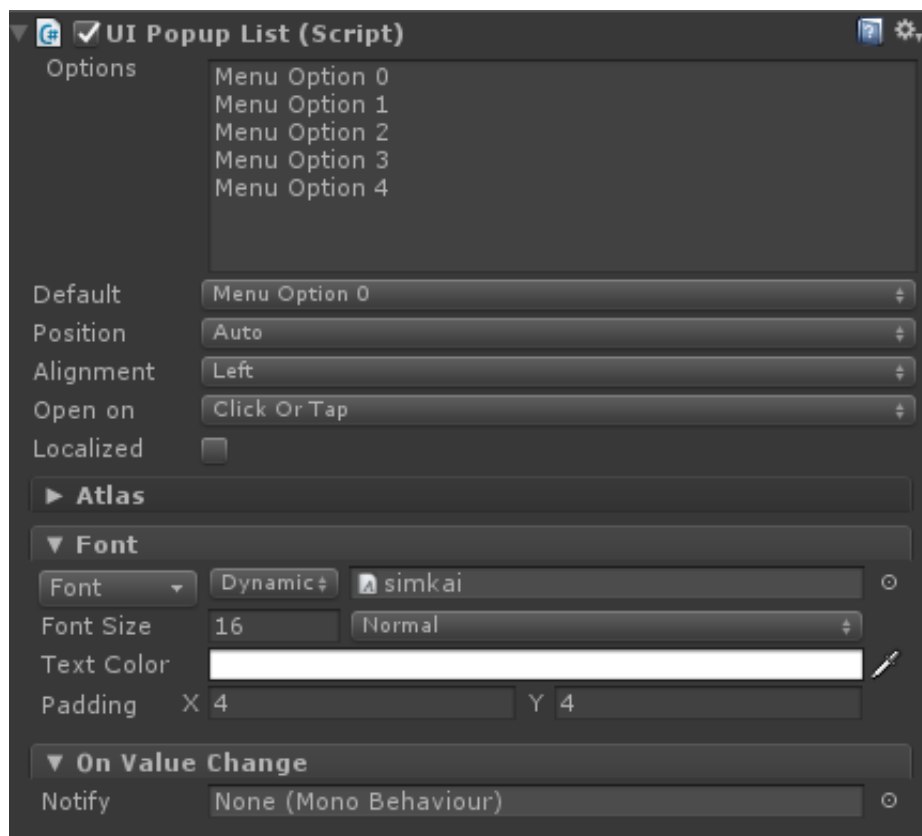 UI Popup List (Script)
Options
Menu Option 0
Menu Option 1
Menu Option 2
Menu Option 3
Menu Option 4
Default Menu Option 0
Position Auto
Alignment Left
Open on Click Or Tap
Localized
Atlas
Font
Font Dynamic simkai
Font Size 16 Normal
Text Color
Padding X 4 Y 4
On Value Change
Notify None (Mono Behaviour)